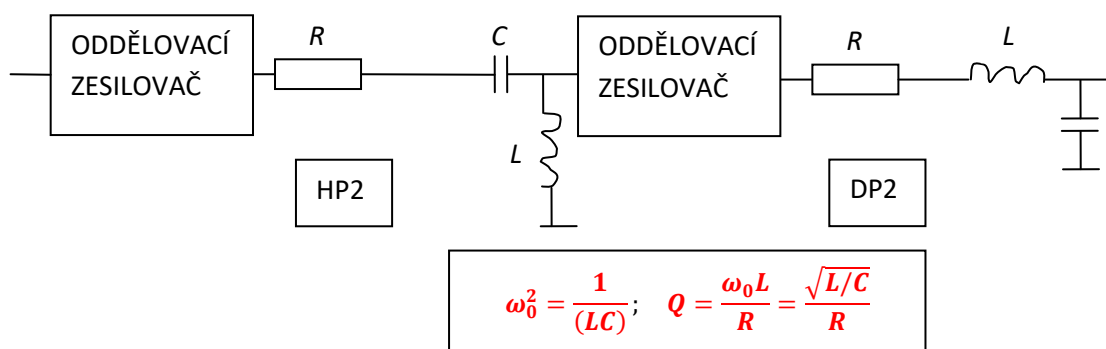 ODDĚLOVACÍ
ZESILOVAČ
R
C
L
ODDĚLOVACÍ
ZESILOVAČ
R
L
HP2
DP2
ω₀² = 1/(LC) ; Q = ω₀L/R = √(L/C)/R